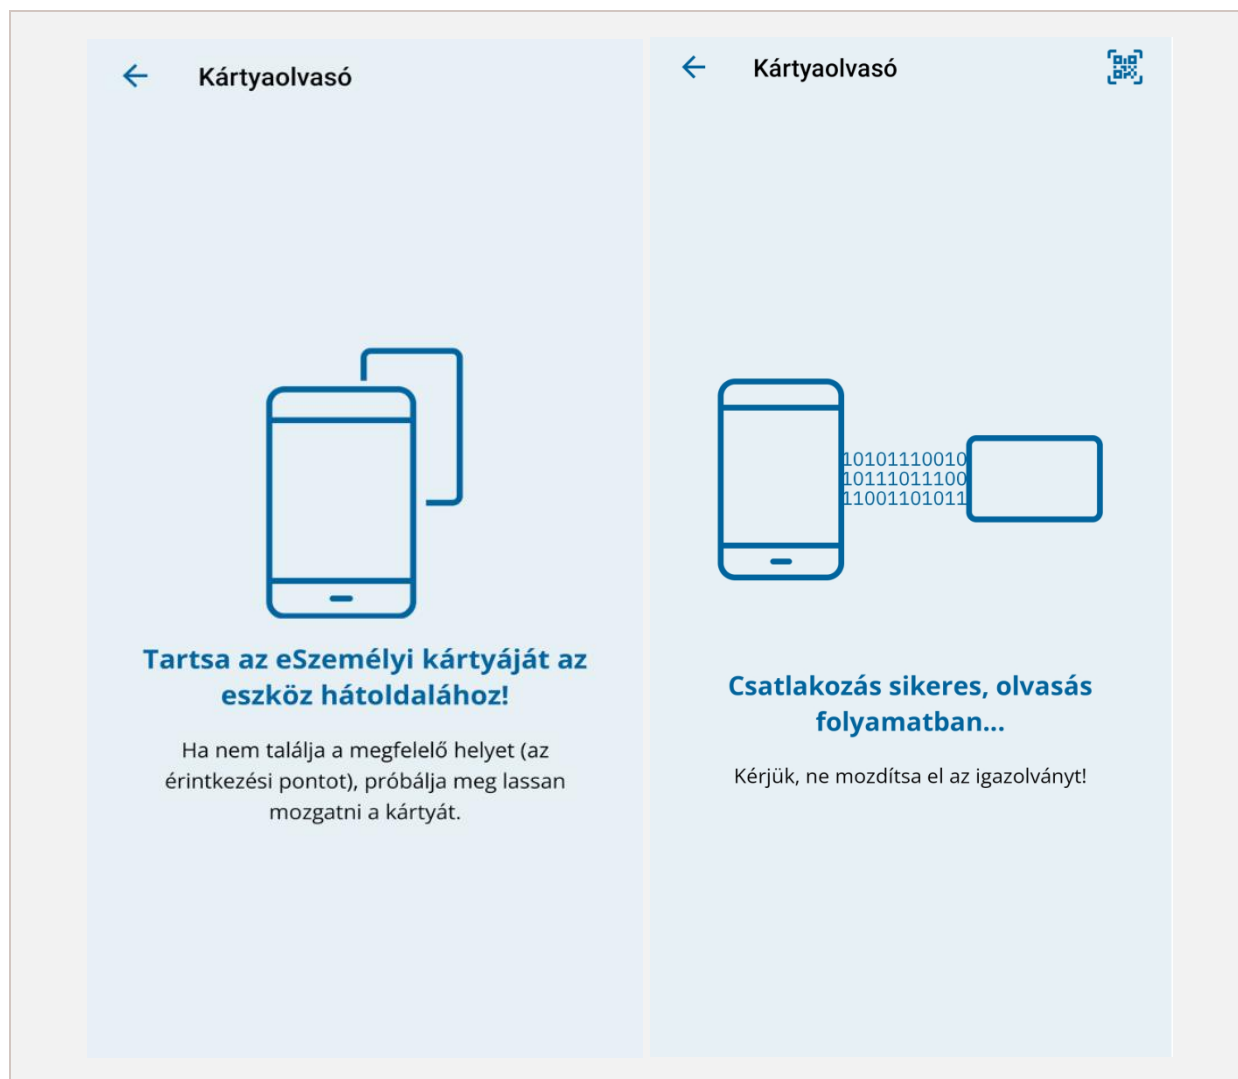 Kártyaolvasó
Tartsa az eSzemélyi kártyáját az
eszköz hátoldalához!
Ha nem találja a megfelelő helyet (az
érintkezési pontot), próbálja meg lassan
mozgatni a kártyát.
Kártyaolvasó
10101110010
10111011100
11001101011
Csatlakozás sikeres, olvasás
folyamatban...
Kérjük, ne mozdítsa el az igazolványt!